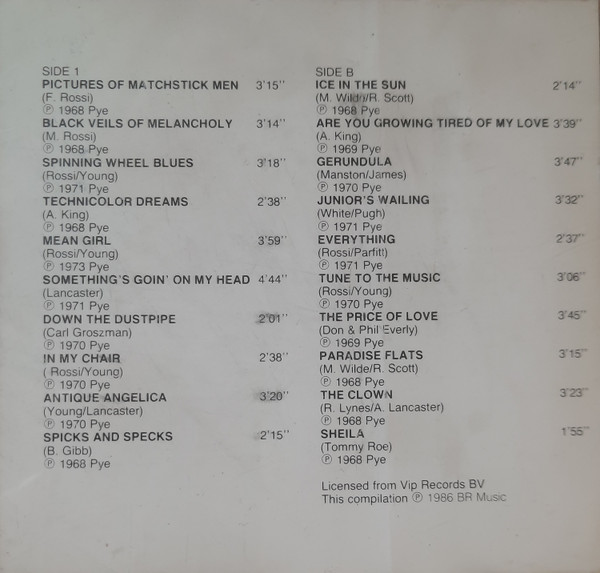 SIDE 1
PICTURES OF MATCHSTICK MEN 3'15"
(F. Rossi)
Ⓟ 1968 Pye
BLACK VEILS OF MELANCHOLY 3'14"
(M. Rossi)
Ⓟ 1968 Pye
SPINNING WHEEL BLUES 3'18"
(Rossi/Young)
Ⓟ 1971 Pye
TECHNICOLOR DREAMS 2'38"
(A. King)
Ⓟ 1968 Pye
MEAN GIRL 3'59"
(Rossi/Young)
Ⓟ 1973 Pye
SOMETHING'S GOIN' ON MY HEAD 4'44"
(Lancaster)
Ⓟ 1971 Pye
DOWN THE DUSTPIPE 2'01"
(Carl Groszman)
Ⓟ 1970 Pye
IN MY CHAIR 2'38"
( Rossi/Young)
Ⓟ 1970 Pye
ANTIQUE ANGELICA 3'20"
(Young/Lancaster)
Ⓟ 1970 Pye
SPICKS AND SPECKS 2'15"
(B. Gibb)
Ⓟ 1968 Pye
SIDE B
ICE IN THE SUN 2'14"
(M. Wilde/R. Scott)
Ⓟ 1968 Pye
ARE YOU GROWING TIRED OF MY LOVE 3'39"
(A. King)
Ⓟ 1969 Pye
GERUNDULA 3'47"
(Manston/James)
Ⓟ 1970 Pye
JUNIOR'S WAILING 3'32"
(White/Pugh)
Ⓟ 1971 Pye
EVERYTHING 2'37"
(Rossi/Parfitt)
Ⓟ 1971 Pye
TUNE TO THE MUSIC 3'06"
(Rossi/Young)
Ⓟ 1970 Pye
THE PRICE OF LOVE 3'45"
(Don & Phil Everly)
Ⓟ 1969 Pye
PARADISE FLATS 3'15"
(M. Wilde/R. Scott)
Ⓟ 1968 Pye
THE CLOWN 3'23"
(R. Lynes/A. Lancaster)
Ⓟ 1968 Pye
SHEILA 1'55"
(Tommy Roe)
Ⓟ 1968 Pye
Licensed from Vip Records BV
This compilation Ⓟ 1986 BR Music